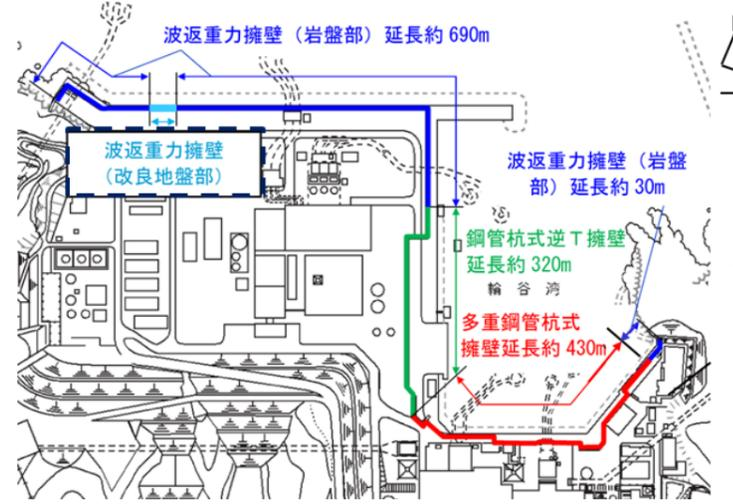 波返重力擁壁（岩盤部）延長約 690m
波返重力擁壁
（改良地盤部）
波返重力擁壁（岩盤
部）延長約 30m
鋼管杭式逆Ｔ擁壁
延長約 320m
輪 谷 湾
多重鋼管杭式
擁壁延長約 430m